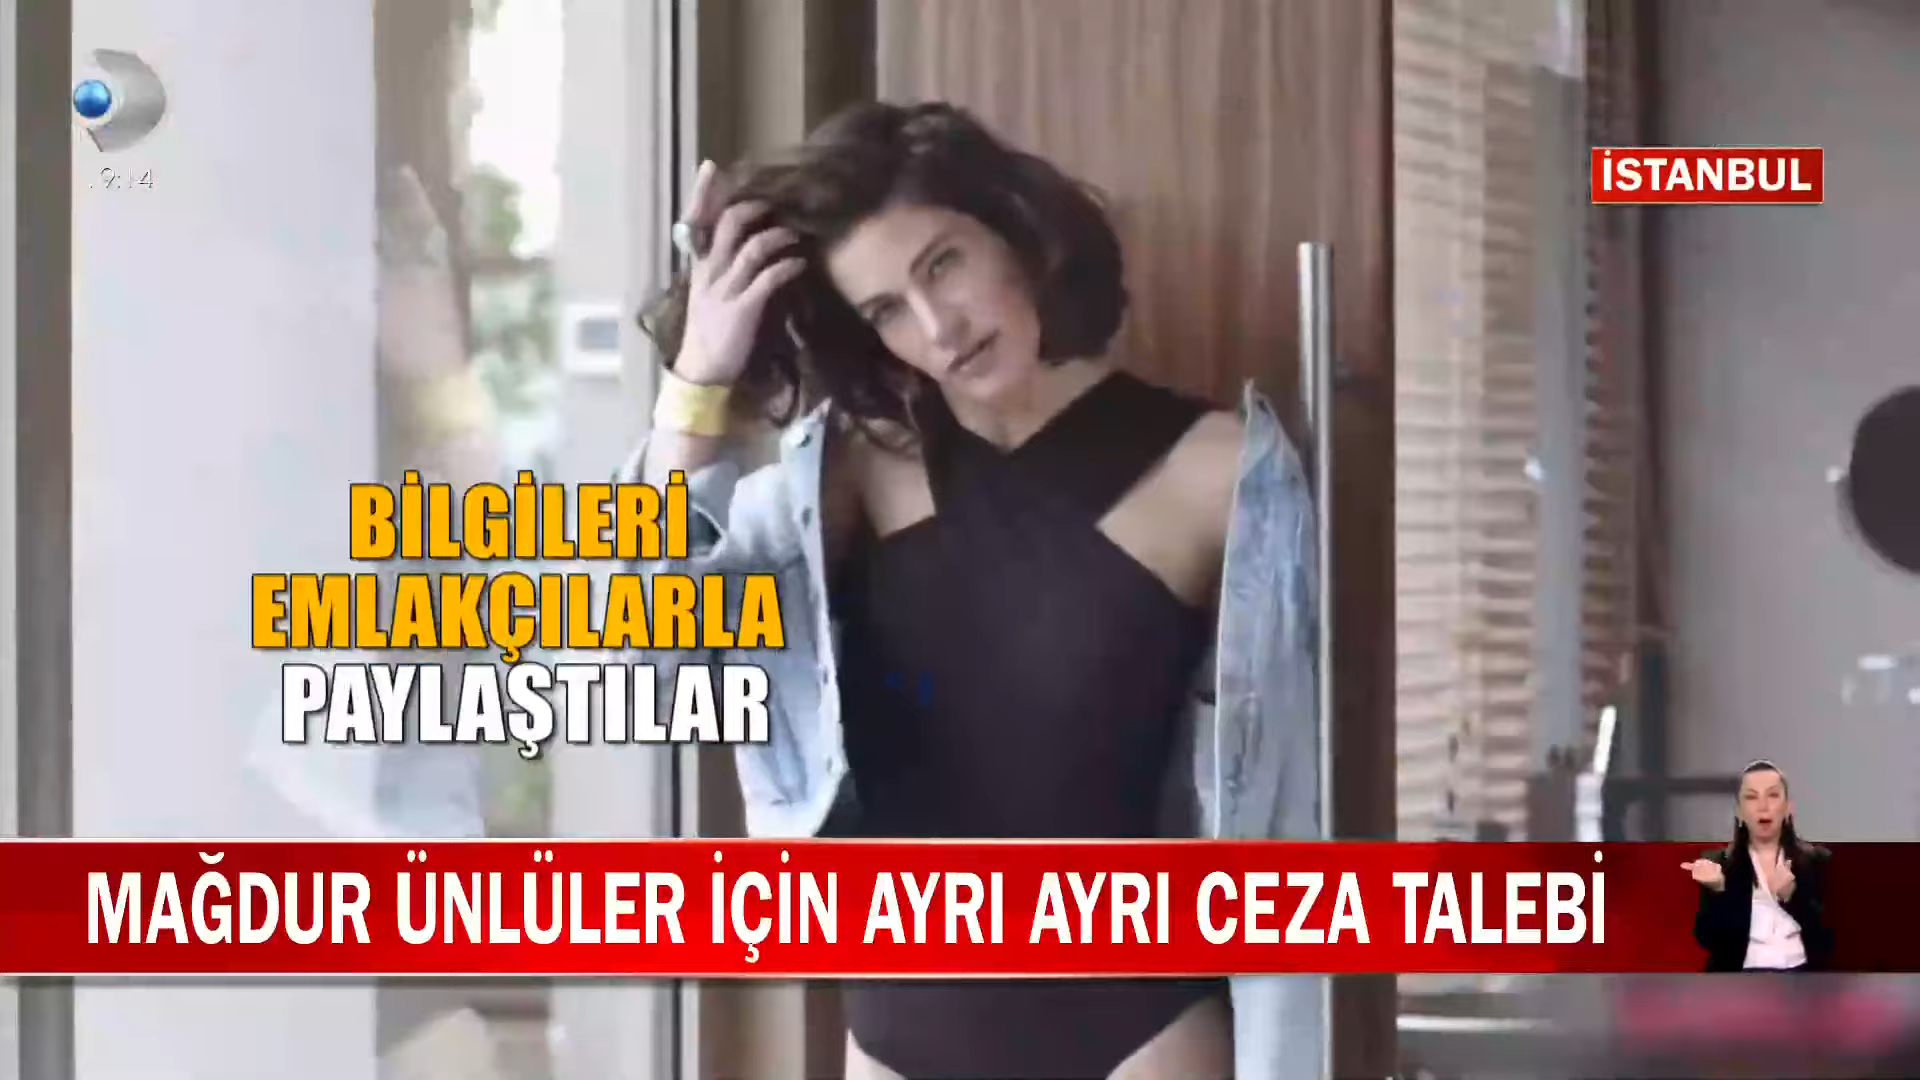 İSTANBUL
BİLGİLERİ
EMLAKÇILARLA
PAYLAŞTILAR
MAĞDUR ÜNLÜLER İÇİN AYRI AYRI CEZA TALEBİ